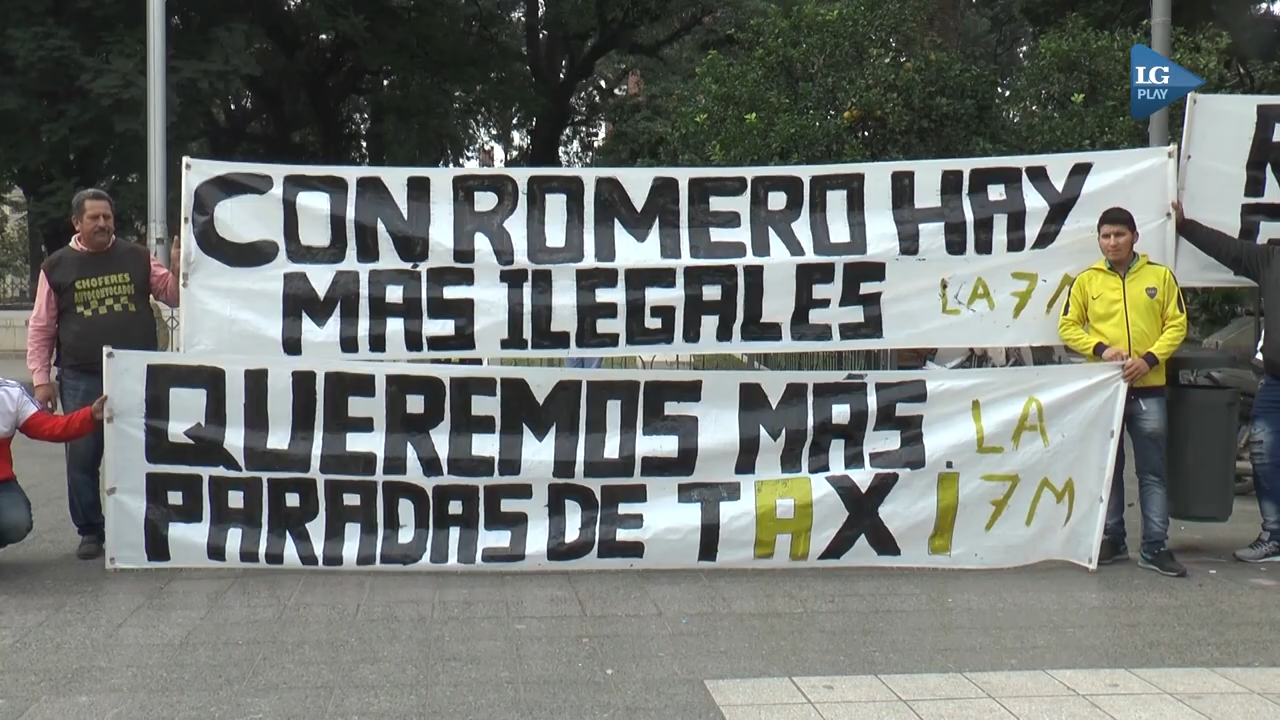 LG
PLAY
CON ROMERO HAY
MÁS ILEGALES
LA 7M
CHOFERES
AUTOCONVOCADOS
QUEREMOS MÁS
PARADAS DE TAXI
LA
7M